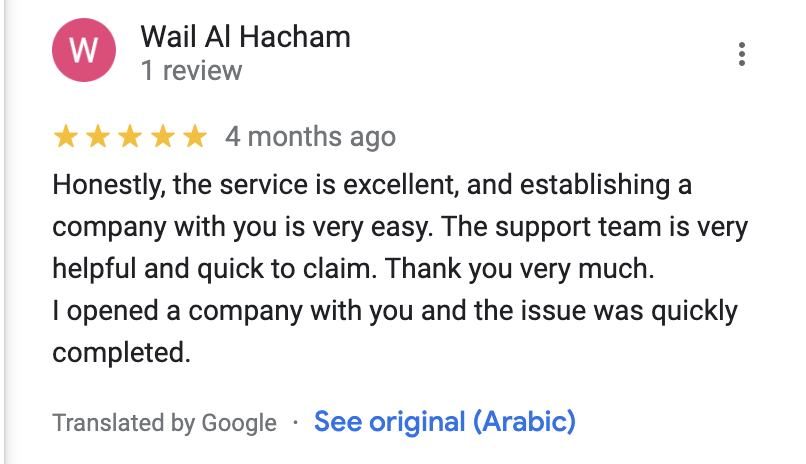 W
Wail Al Hacham
1 review
4 months ago
Honestly, the service is excellent, and establishing a
company with you is very easy. The support team is very
helpful and quick to claim. Thank you very much.
I opened a company with you and the issue was quickly
completed.
Translated by Google · See original (Arabic)